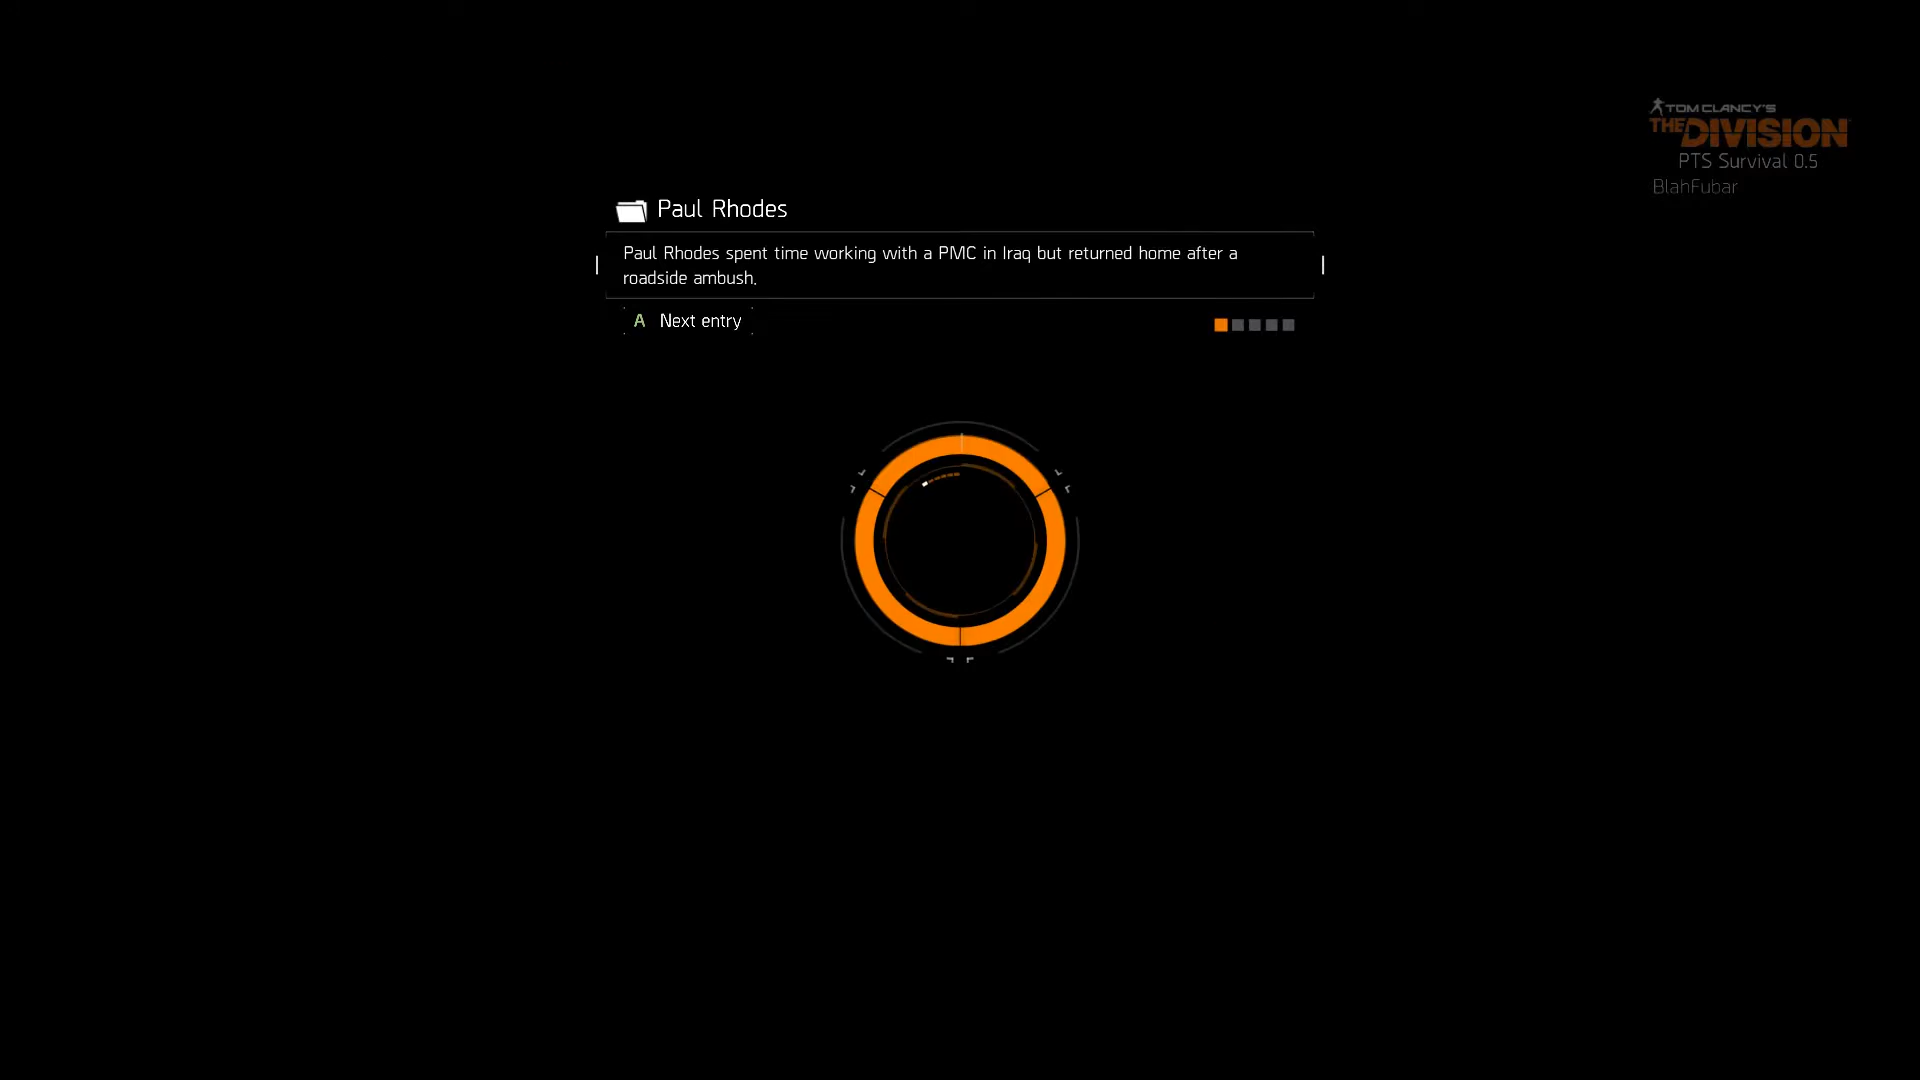 TOM CLANCY'S
THE DIVISION
PTS Survival 0.5
BlahFubar
Paul Rhodes
Paul Rhodes spent time working with a PMC in Iraq but returned home after a
roadside ambush.
A Next entry